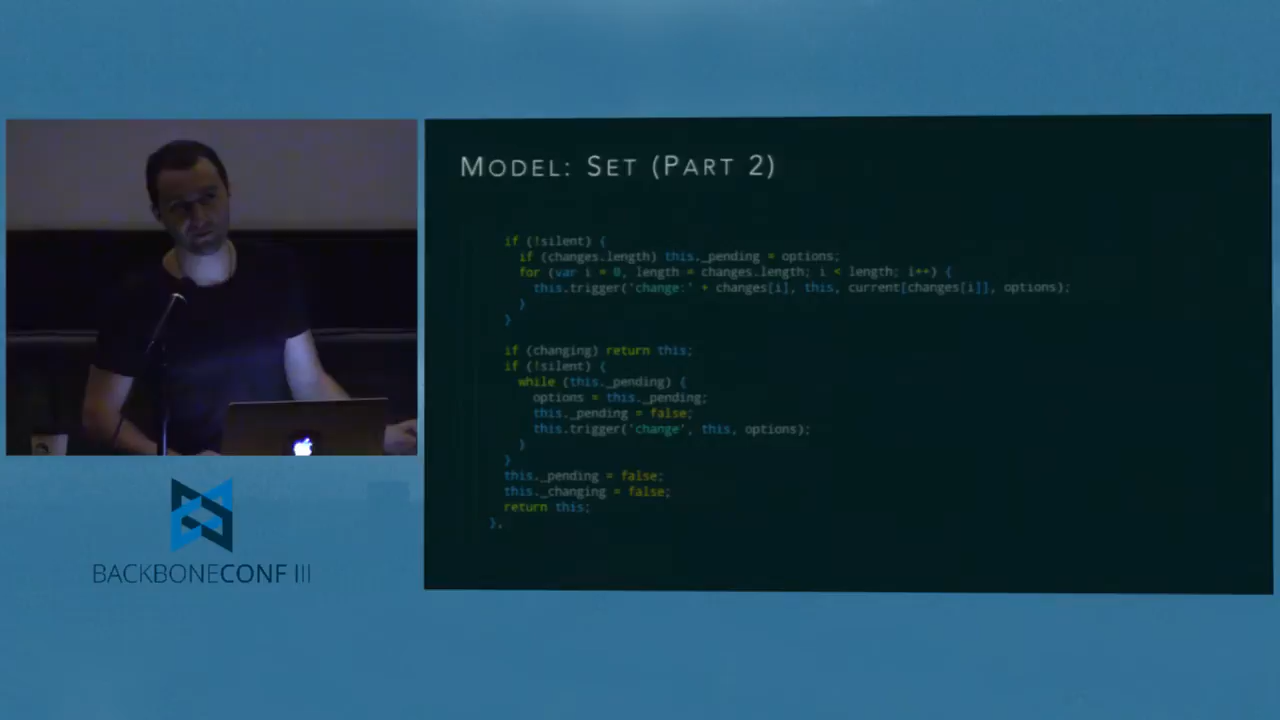 MODEL: SET (PART 2)
if (!silent) {
if (changes.length) this._pending = options;
for (var i = 0, length = changes.length; i < length; i++) {
this.trigger('change:' + changes[i], this, current[changes[i]], options);
}
}
if (changing) return this;
if (!silent) {
while (this._pending) {
options = this._pending;
this._pending = false;
this.trigger('change', this, options);
}
}
this._pending = false;
this._changing = false;
return this;
},
BACKBONECONF III